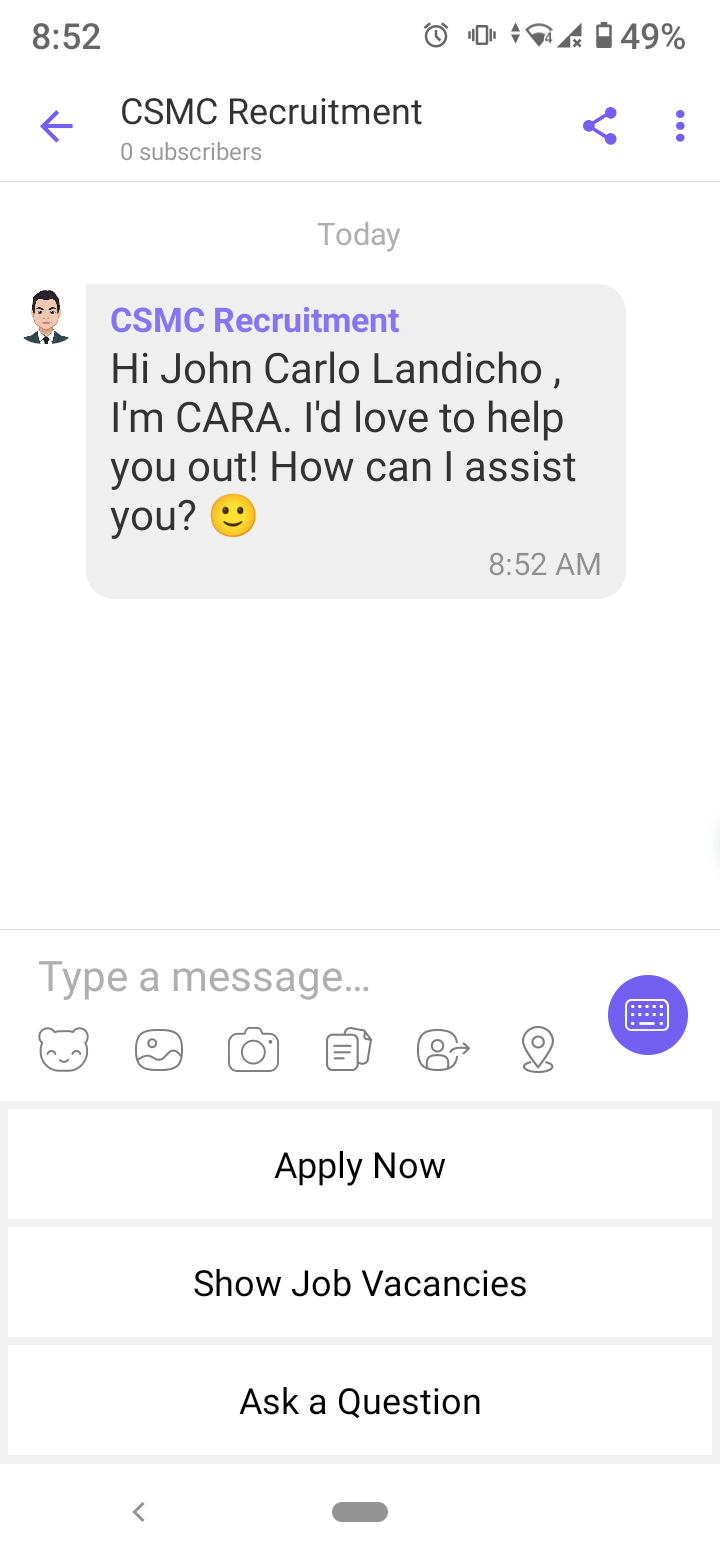 8:52
4
49%
CSMC Recruitment
0 subscribers
Today
CSMC Recruitment
Hi John Carlo Landicho ,
I'm CARA. I'd love to help
you out! How can I assist
you? 🙂
8:52 AM
Type a message...
Apply Now
Show Job Vacancies
Ask a Question